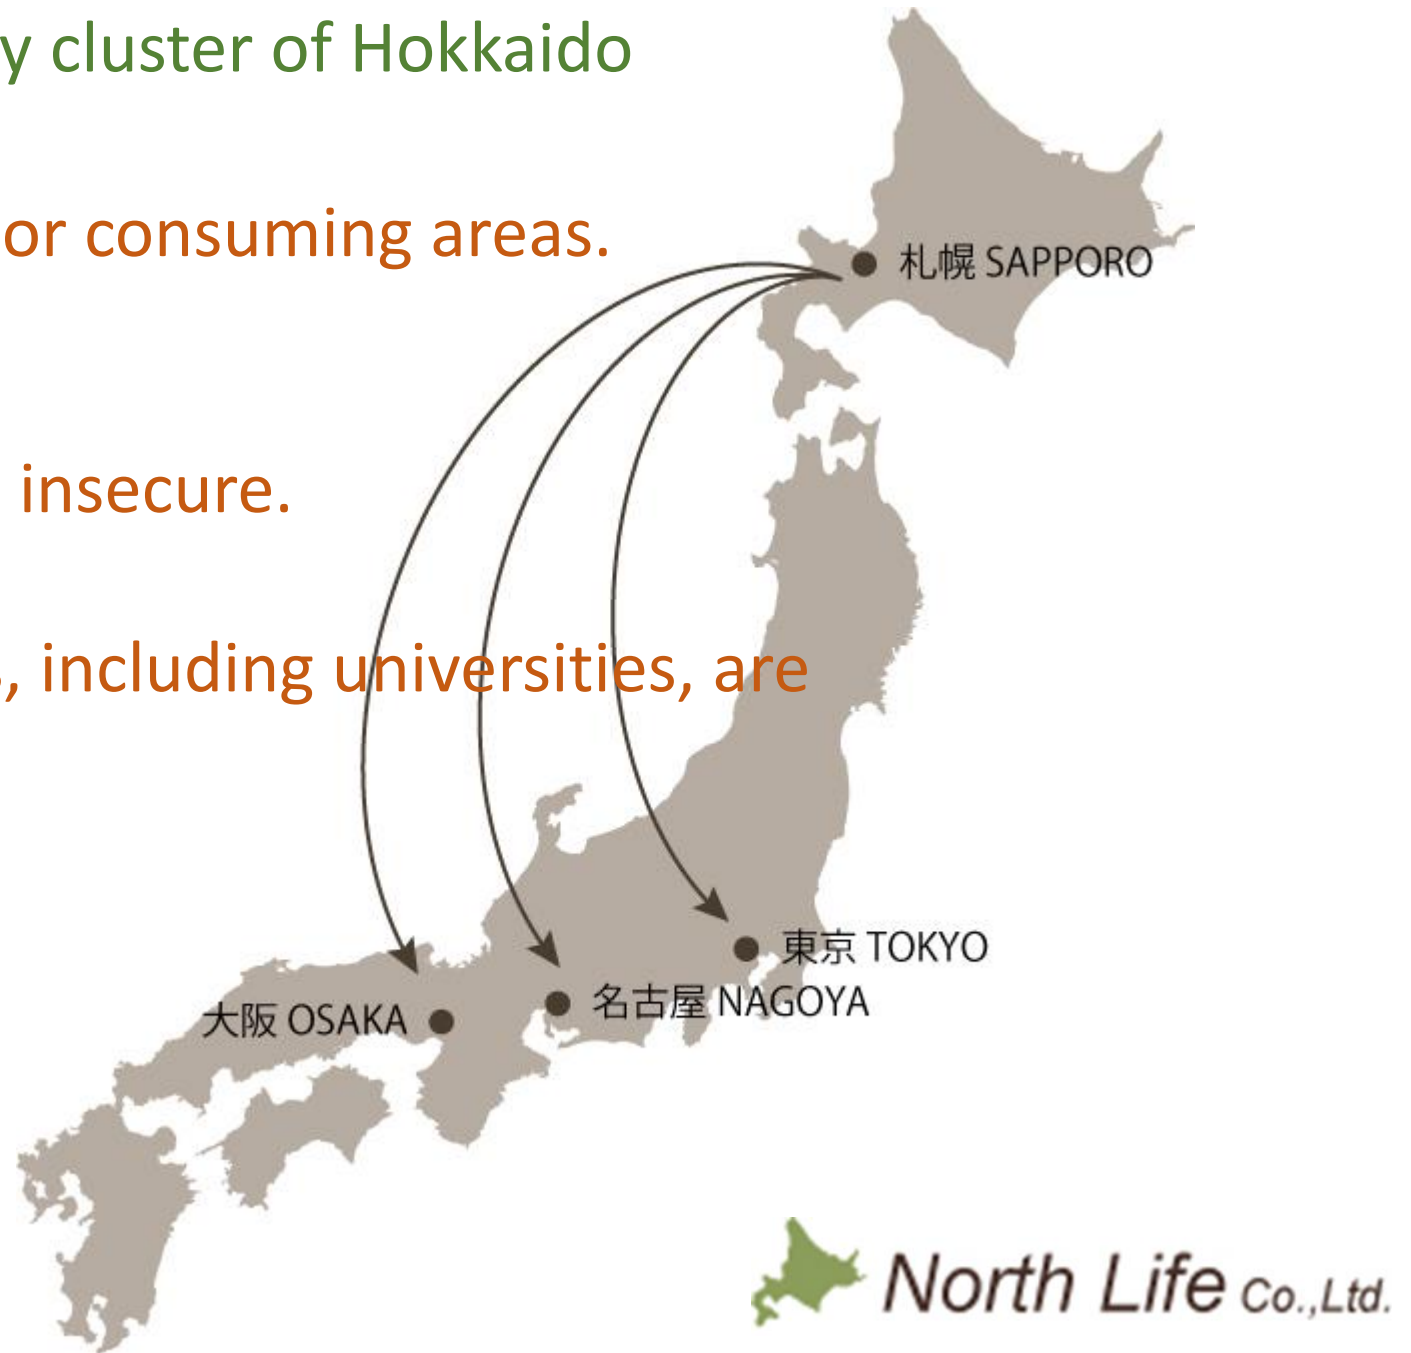 y cluster of Hokkaido
or consuming areas.
札幌 SAPPORO
insecure.
s, including universities, are
東京 TOKYO
名古屋 NAGOYA
大阪 OSAKA
North Life Co.,Ltd.